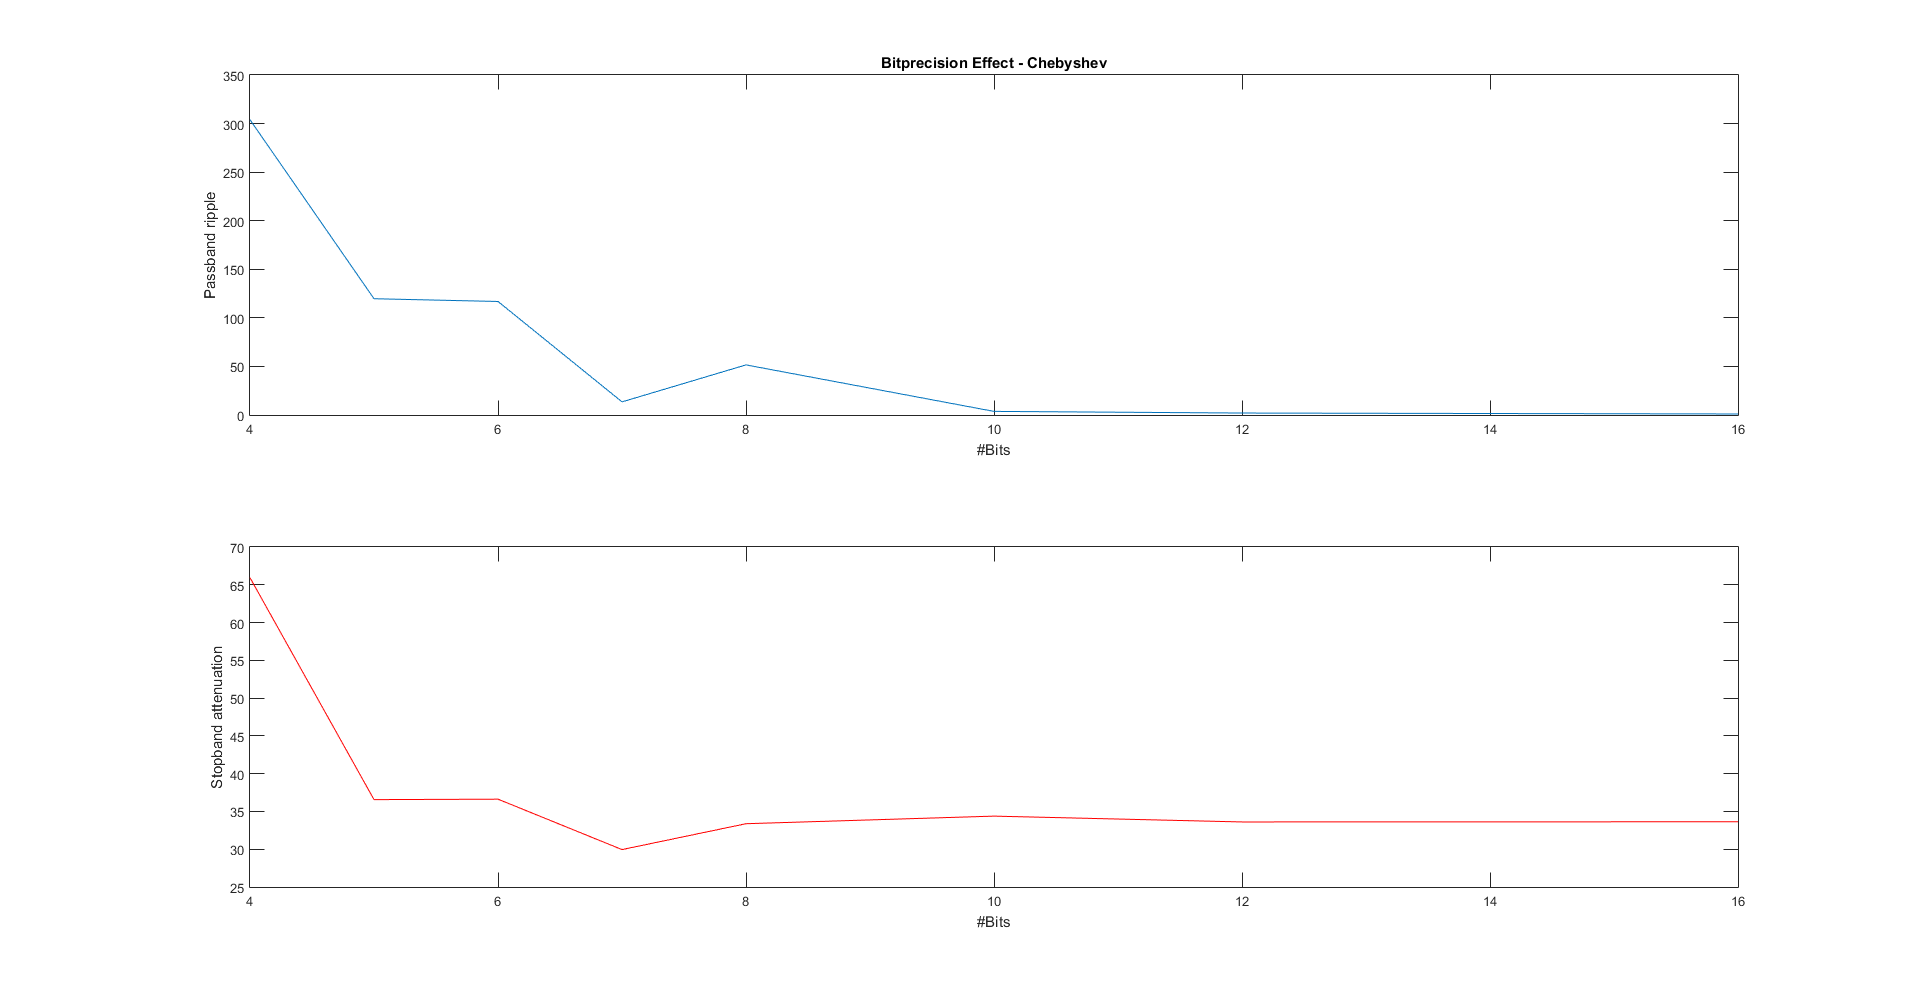 Bitprecision Effect - Chebyshev
350
300
250
200
150
100
50
0
Passband ripple
4 6 8 10 12 14 16
#Bits
70
65
60
55
50
45
40
35
30
25
Stopband attenuation
4 6 8 10 12 14 16
#Bits